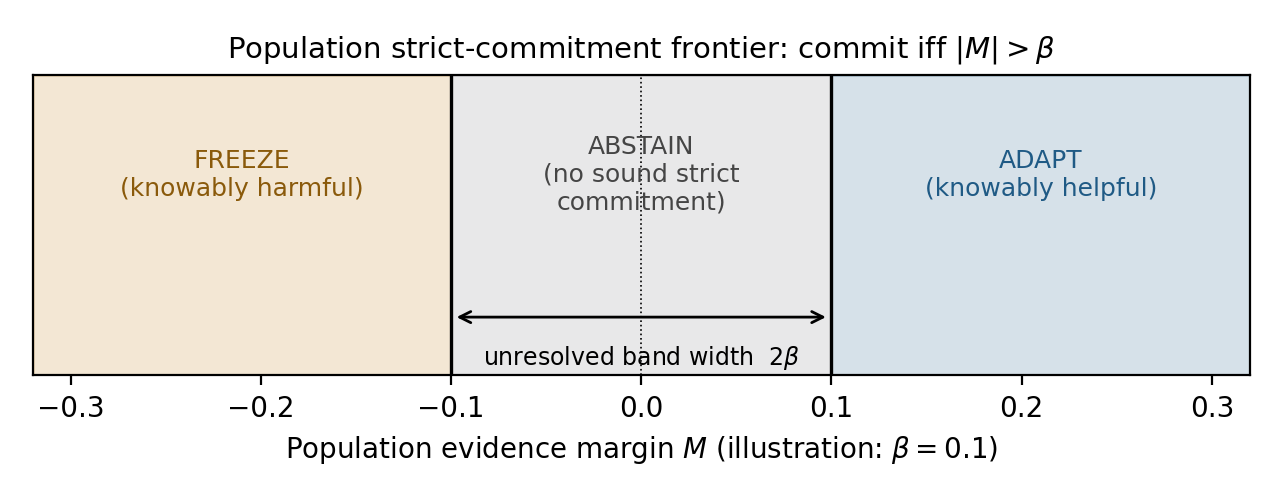 Population strict-commitment frontier: commit iff |M| > β
FREEZE
(knowably harmful)
ABSTAIN
(no sound strict
commitment)
ADAPT
(knowably helpful)
unresolved band width 2β
−0.3 −0.2 −0.1 0.0 0.1 0.2 0.3
Population evidence margin M (illustration: β = 0.1)